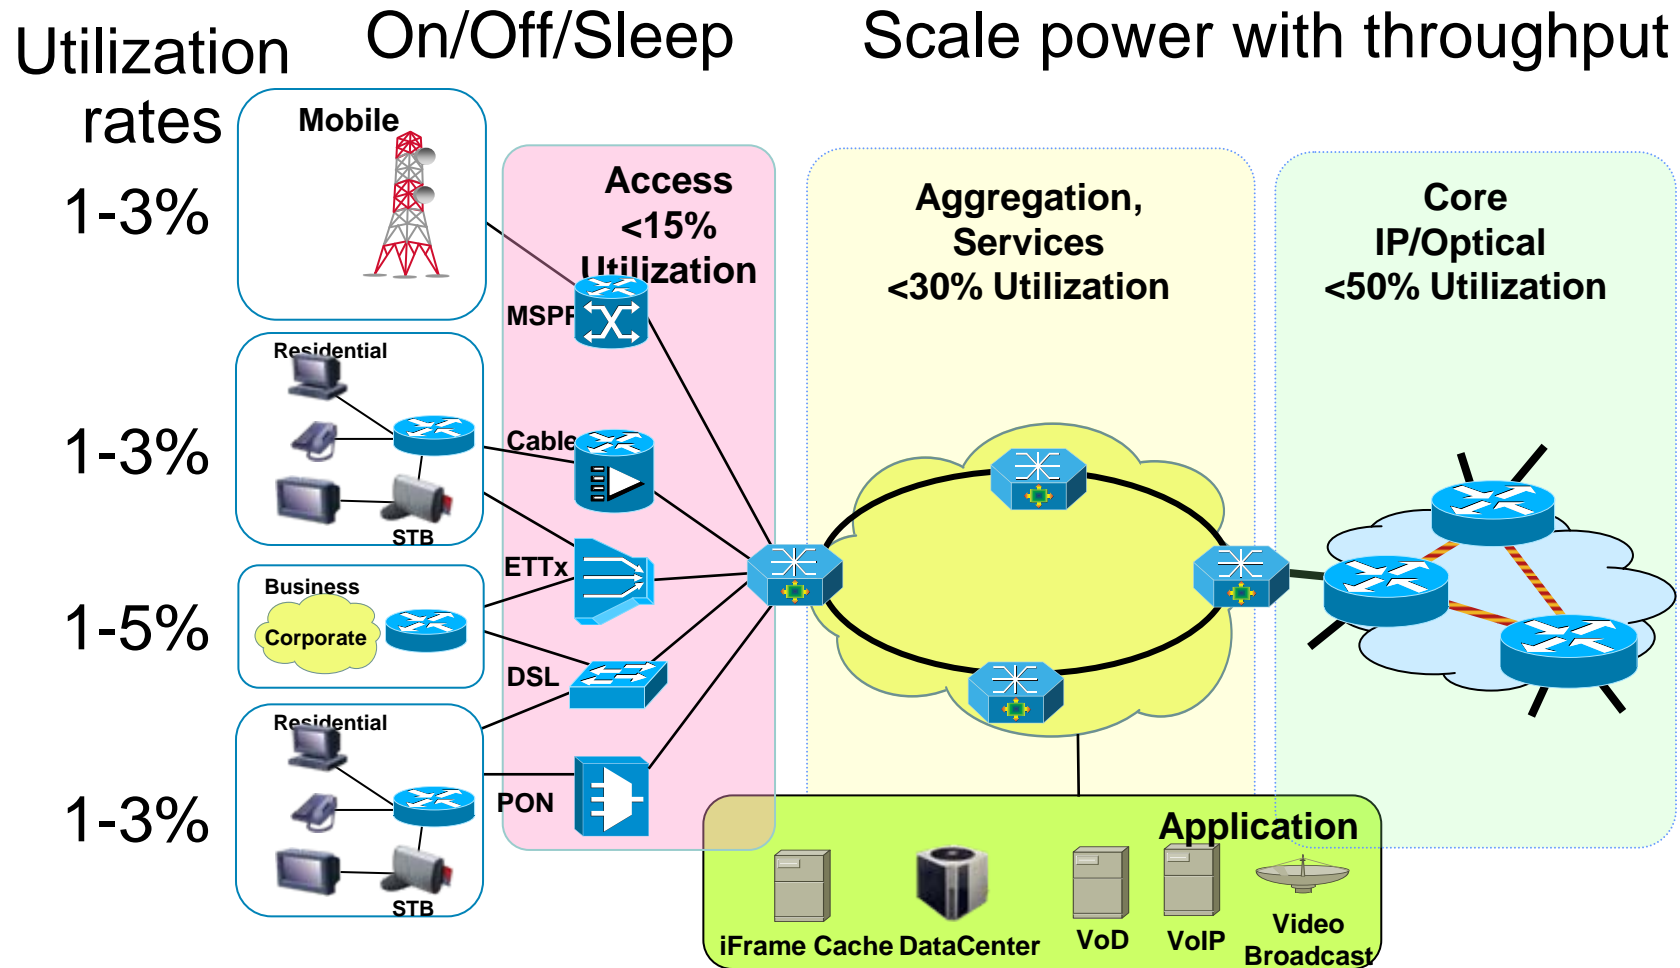 Utilization
rates
On/Off/Sleep
Scale power with throughput
1-3%
1-3%
1-5%
1-3%
Mobile
Residential
STB
Business
Corporate
Residential
STB
Access
<15%
Utilization
MSPP
Cable
ETTx
DSL
PON
Aggregation,
Services
<30% Utilization
Core
IP/Optical
<50% Utilization
Application
iFrame Cache
DataCenter
VoD
VoIP
Video
Broadcast